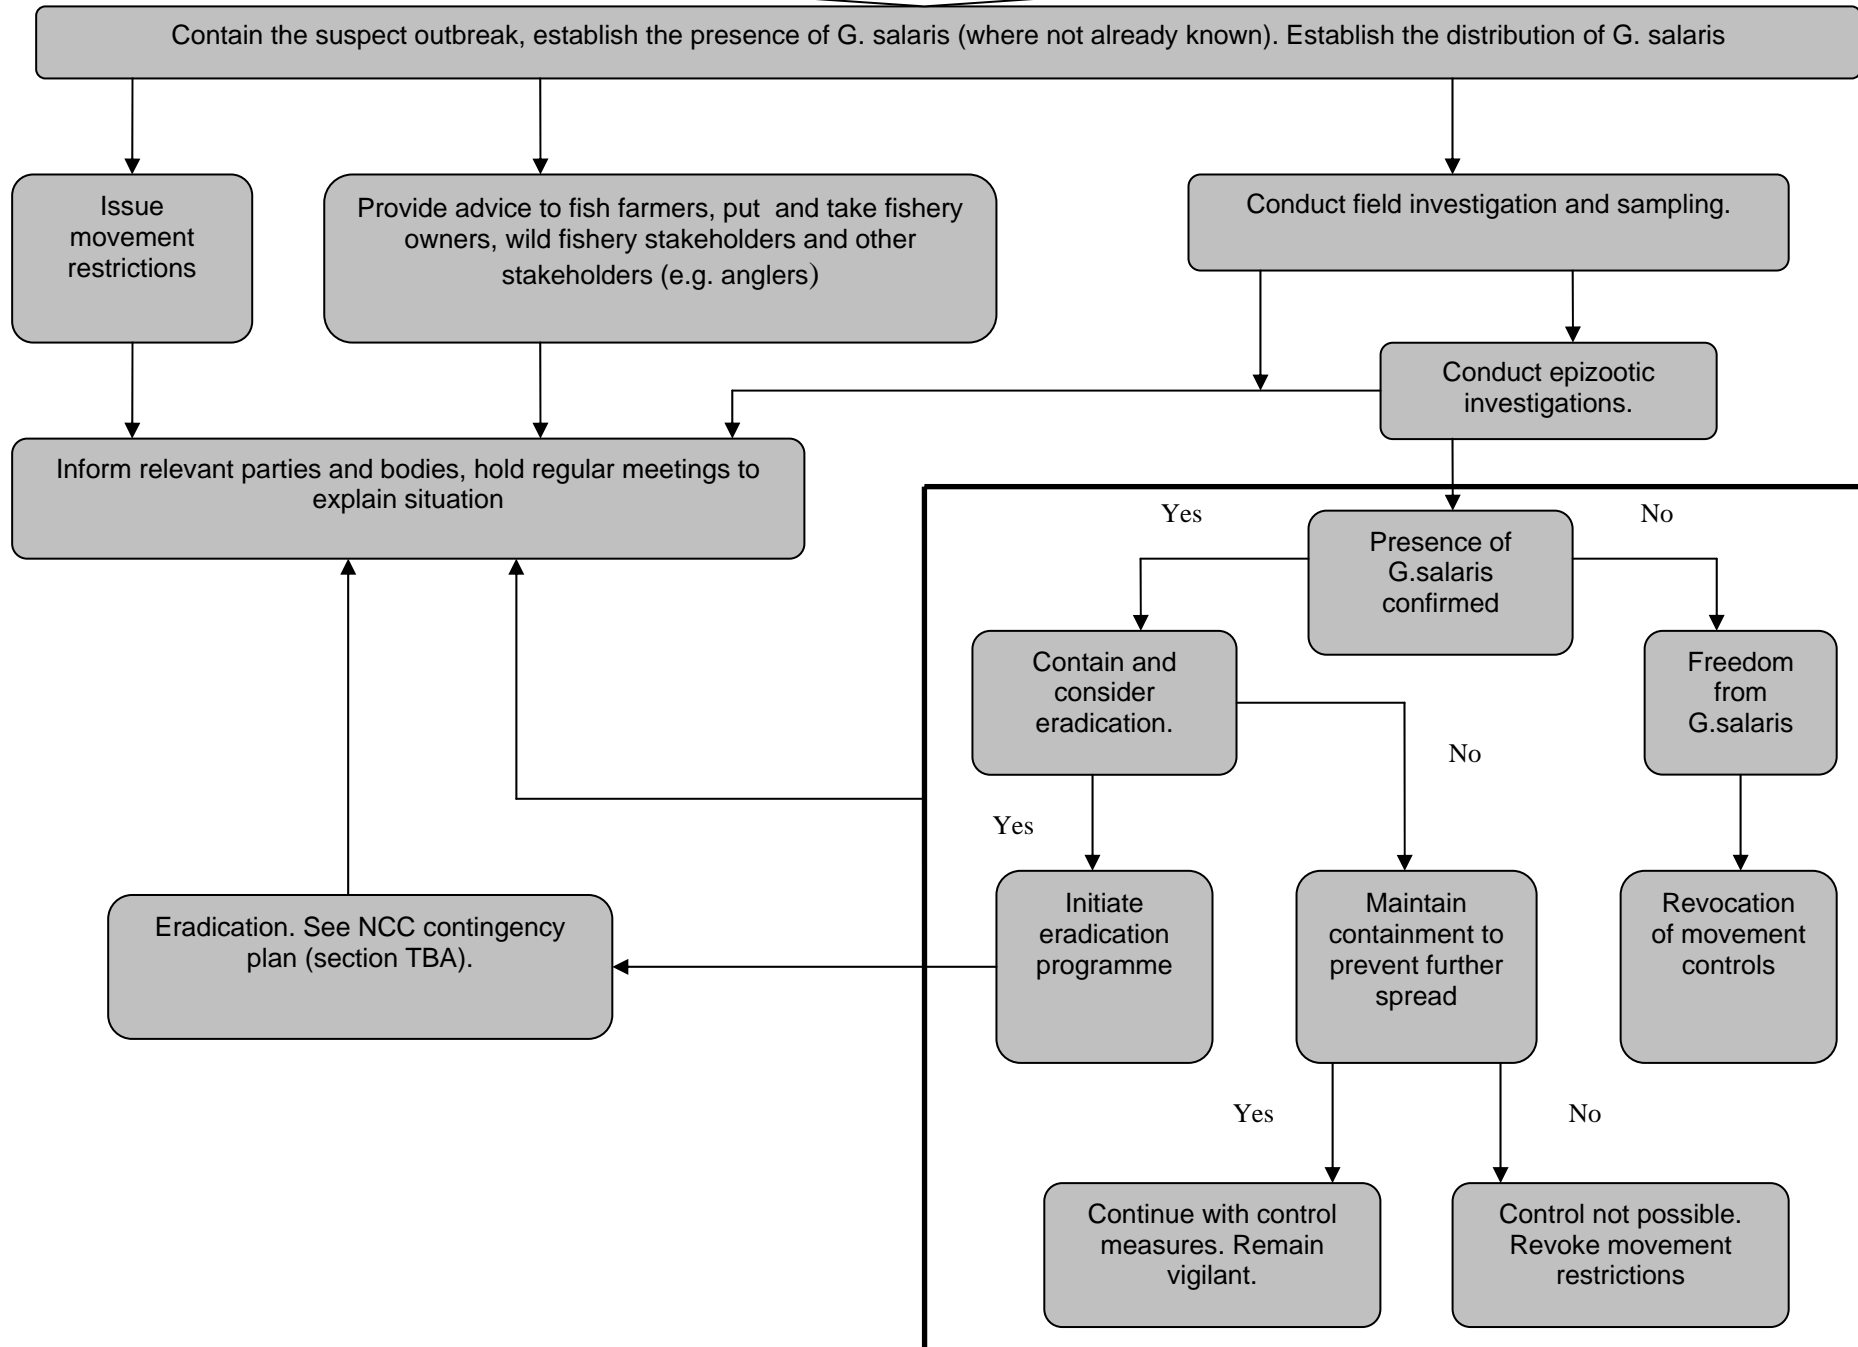 Contain the suspect outbreak, establish the presence of G. salaris (where not already known). Establish the distribution of G. salaris
Issue
movement
restrictions
Provide advice to fish farmers, put  and take fishery
owners, wild fishery stakeholders and other
stakeholders (e.g. anglers)
Conduct field investigation and sampling.
Conduct epizootic
investigations.
Inform relevant parties and bodies, hold regular meetings to
explain situation
Yes
No
Presence of
G.salaris
confirmed
Contain and
consider
eradication.
Freedom
from
G.salaris
No
Yes
Eradication. See NCC contingency
plan (section TBA).
Initiate
eradication
programme
Maintain
containment to
prevent further
spread
Revocation
of movement
controls
Yes
No
Continue with control
measures. Remain
vigilant.
Control not possible.
Revoke movement
restrictions